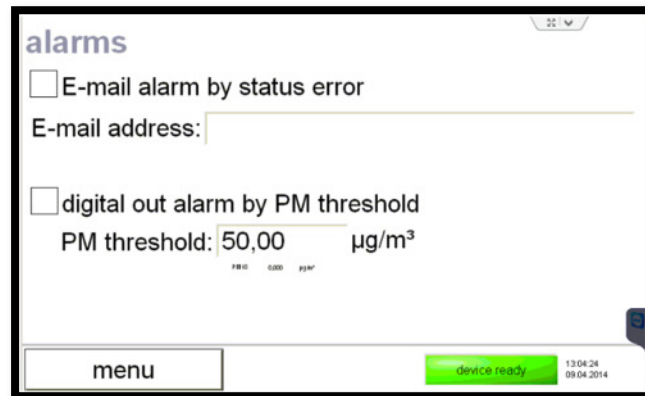 alarms
E-mail alarm by status error
E-mail address:
digital out alarm by PM threshold
PM threshold: 50,00 µg/m³
PM10 0,000 µg/m³
menu
device ready
13:04:24
09.04.2014